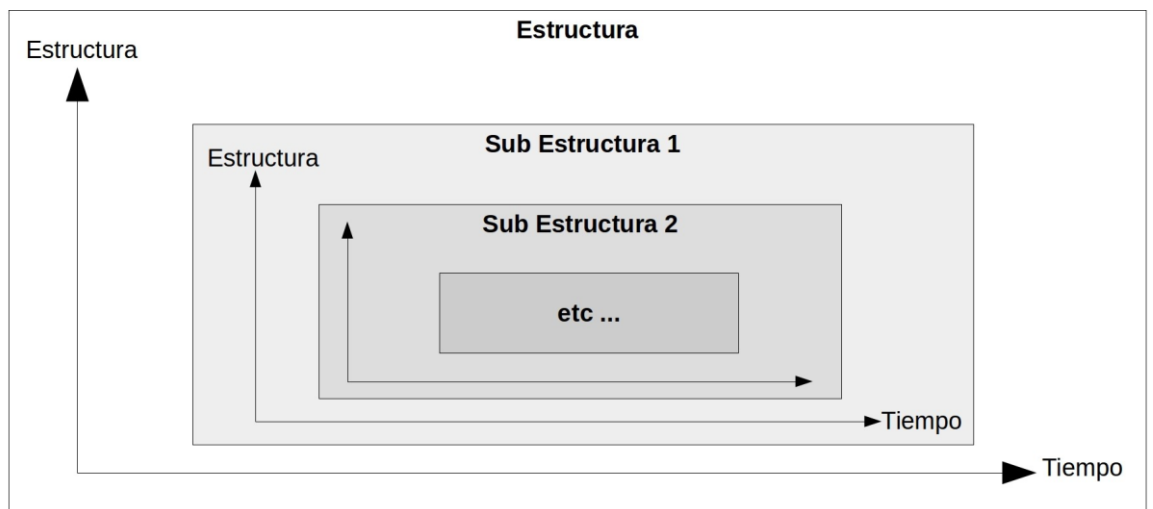 Estructura
Estructura
Sub Estructura 1
Estructura
Sub Estructura 2
etc ...
Tiempo
Tiempo